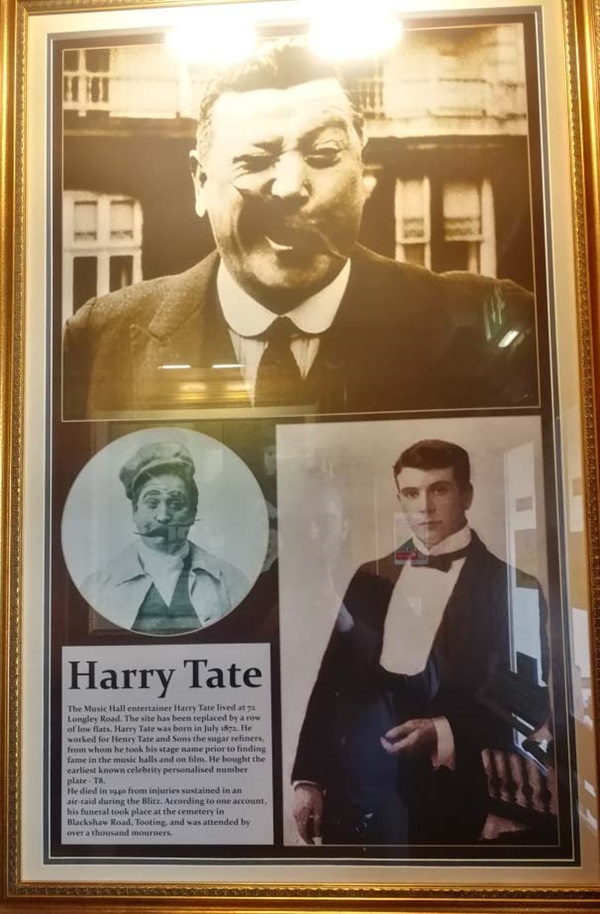 Harry Tate
The Music Hall entertainer Harry Tate lived at 72
Longley Road. The site has been replaced by a row
of low flats. Harry Tate was born in July 1872. He
worked for Henry Tate and Sons the sugar refiners,
from whom he took his stage name prior to finding
fame in the music halls and on film. He bought the
earliest known celebrity personalised number
plate - T8.
He died in 1940 from injuries sustained in an
air-raid during the Blitz. According to one account,
his funeral took place at the cemetery in
Blackshaw Road, Tooting, and was attended by
over a thousand mourners.